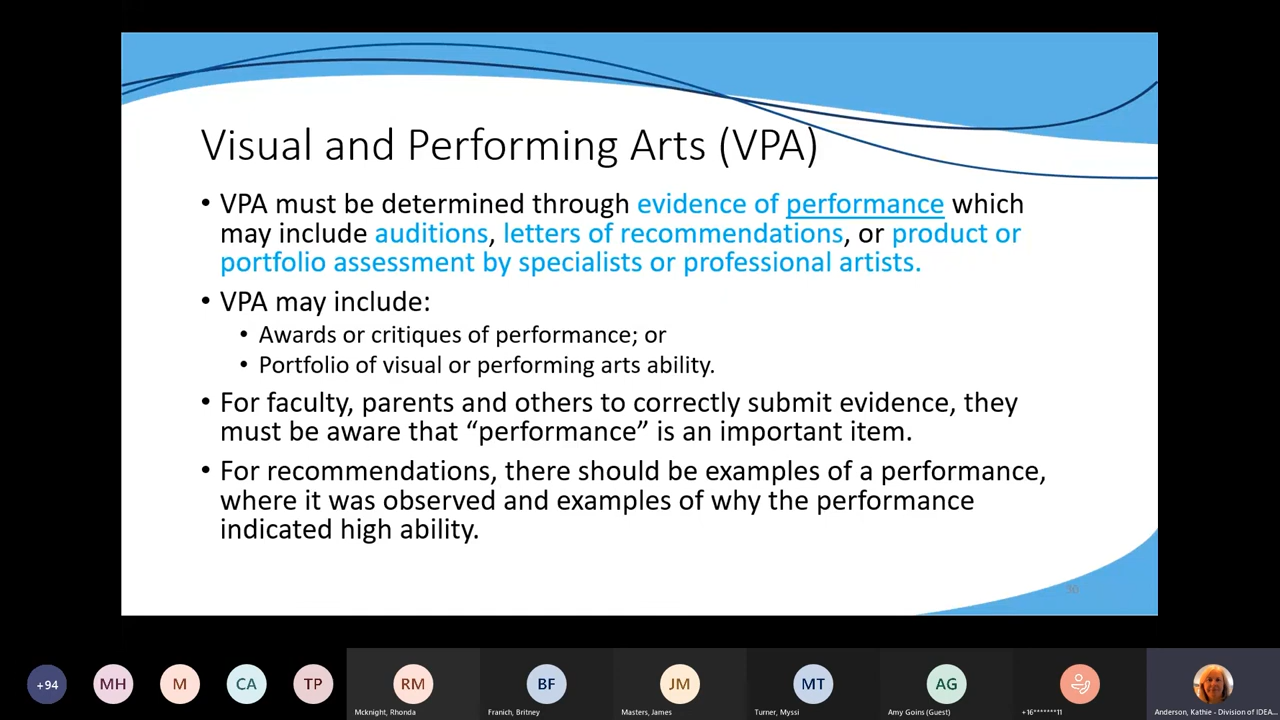 Visual and Performing Arts (VPA)
• VPA must be determined through evidence of performance which
may include auditions, letters of recommendations, or product or
portfolio assessment by specialists or professional artists.
• VPA may include:
• Awards or critiques of performance; or
• Portfolio of visual or performing arts ability.
• For faculty, parents and others to correctly submit evidence, they
must be aware that “performance” is an important item.
• For recommendations, there should be examples of a performance,
where it was observed and examples of why the performance
indicated high ability.
30
+94 MH M CA TP RM BF JM MT AG
Mcknight, Rhonda Franich, Britney Masters, James Turner, Myssi Amy Goins (Guest) +16*******11 Anderson, Kathie - Division of IDEA...